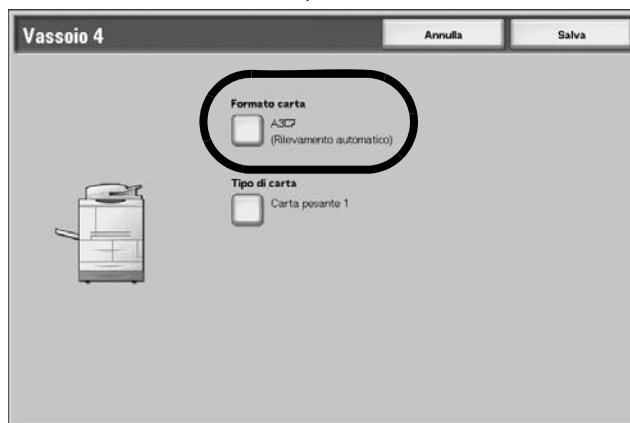 Vassoio 4
Annulla
Salva
Formato carta
A3
(Rilevamento automatico)
Tipo di carta
Carta pesante 1